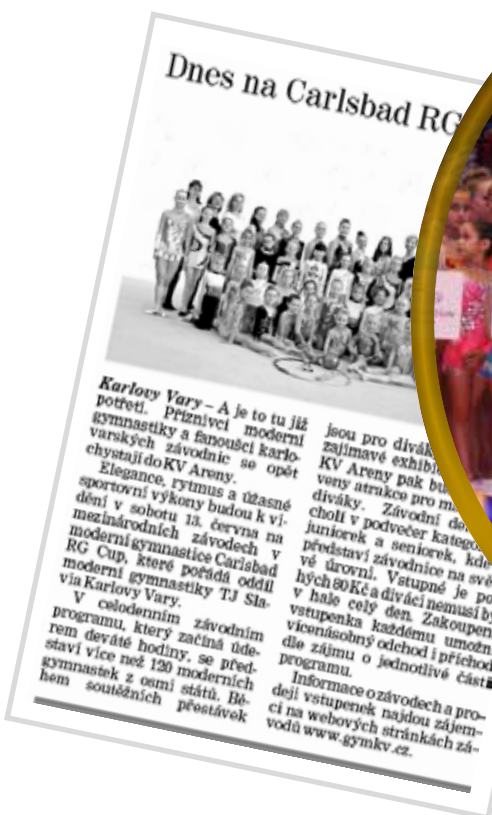 Dnes na Carlsbad RG
Karlovy Vary – A je to tu již
potřetí. Příznivci moderní
gymnastiky a fanoušci karlo-
varských závodnic se opět
chystají do KV Areny.
Elegance, rytmus a úžasné
sportovní výkony budou k vi-
dění v sobotu 13. června na
mezinárodních závodech v
moderní gymnastice Carlsbad
RG Cup, které pořádá oddíl
moderní gymnastiky TJ Sla-
via Karlovy Vary.
V celodenním závodním
programu, který začíná úde-
rem deváté hodiny, se před-
staví více než 120 moderních
gymnastek z osmi států. Bě-
hem soutěžních přestávek
jsou pro divák
zajímavé exhibi
KV Areny pak bu
veny atrakce pro m
diváky. Závodní de
cholí v podvečer katego
juniorek a seniorek, kde
představí závodnice na svě
vé úrovni. Vstupné je po
hých 80 Kč a diváci nemusí bý
v hale celý den. Zakoupen
vstupenka každému umožn
vícenásobný odchod i příchod
dle zájmu o jednotlivé části
programu.
Informace o závodech a pro-
deji vstupenek najdou zájem-
ci na webových stránkách zá-
vodů www.gymkv.cz.